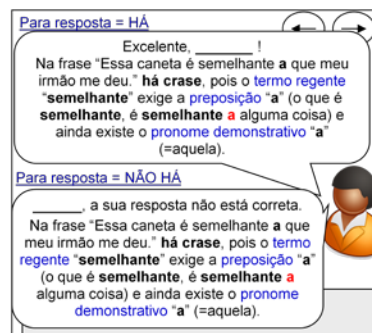 Para resposta = HÁ
Excelente, _______ !
Na frase “Essa caneta é semelhante a que meu
irmão me deu.” há crase, pois o termo regente
“semelhante” exige a preposição “a” (o que é
semelhante, é semelhante a alguma coisa) e
ainda existe o pronome demonstrativo “a”
(=aquela).
Para resposta = NÃO HÁ
______, a sua resposta não está correta.
Na frase “Essa caneta é semelhante a que
meu irmão me deu.” há crase, pois o termo
regente “semelhante” exige a preposição “a”
(o que é semelhante, é semelhante a
alguma coisa) e ainda existe o pronome
demonstrativo “a” (=aquela).